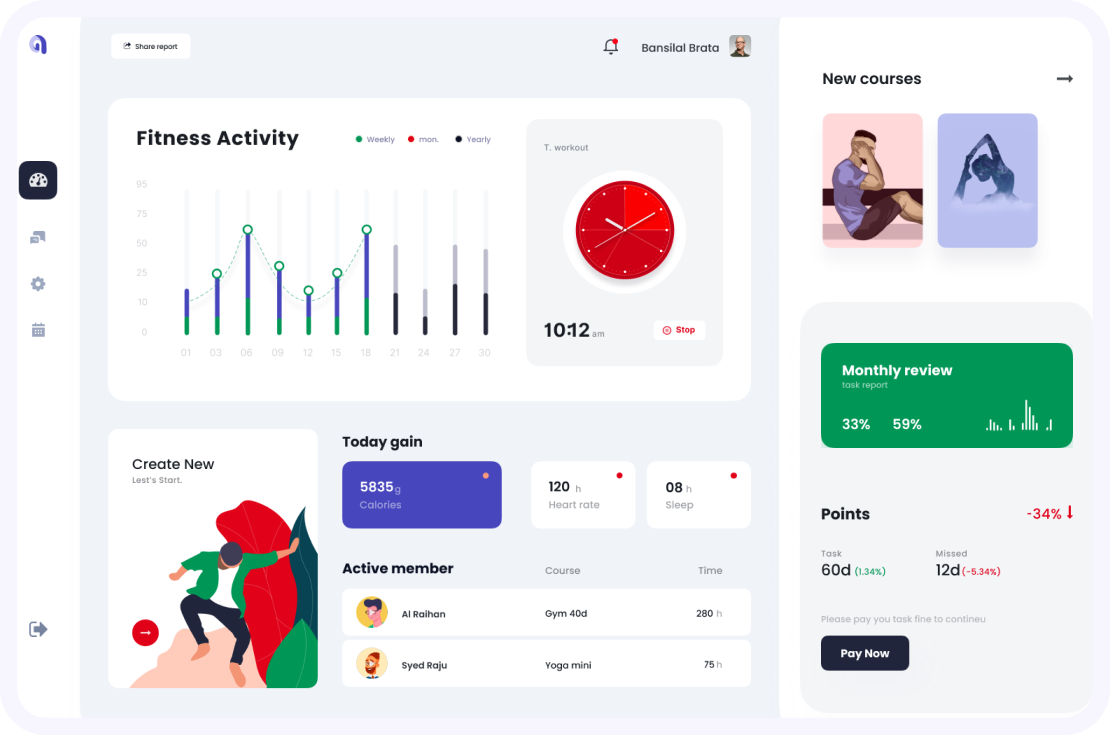 Share report
Bansilal Brata
Fitness Activity
Weekly mon. Yearly
95
75
50
25
10
0
01 03 06 09 12 15 18 21 24 27 30
T. workout
10:12 am
Stop
Create New
Lest's Start.
Today gain
5835g
Calories
120 h
Heart rate
08 h
Sleep
Active member Course Time
Al Raihan Gym 40d 280 h
Syed Raju Yoga mini 75 h
New courses
Monthly review
task report
33% 59%
Points -34%
Task Missed
60d (1.34%) 12d (-5.34%)
Please pay you task fine to contineu
Pay Now